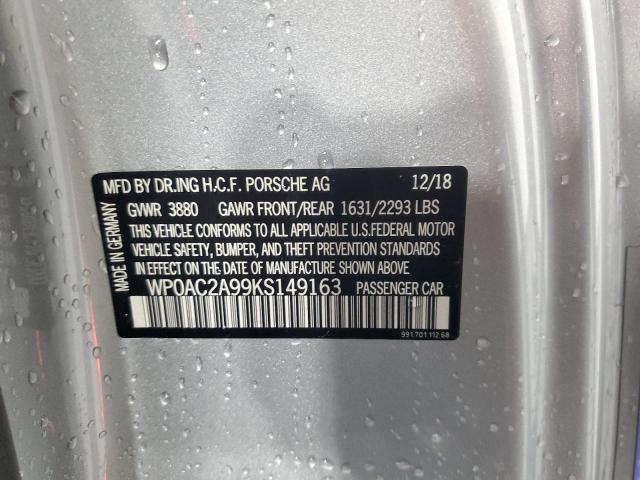 MFD BY DR.ING H.C.F. PORSCHE AG 12/18
GVWR 3880 GAWR FRONT/REAR 1631/2293 LBS
THIS VEHICLE CONFORMS TO ALL APPLICABLE U.S.FEDERAL MOTOR
VEHICLE SAFETY, BUMPER, AND THEFT PREVENTION STANDARDS
IN EFFECT ON THE DATE OF MANUFACTURE SHOWN ABOVE
WP0AC2A99KS149163 PASSENGER CAR
991.701.112.68
MADE IN GERMANY